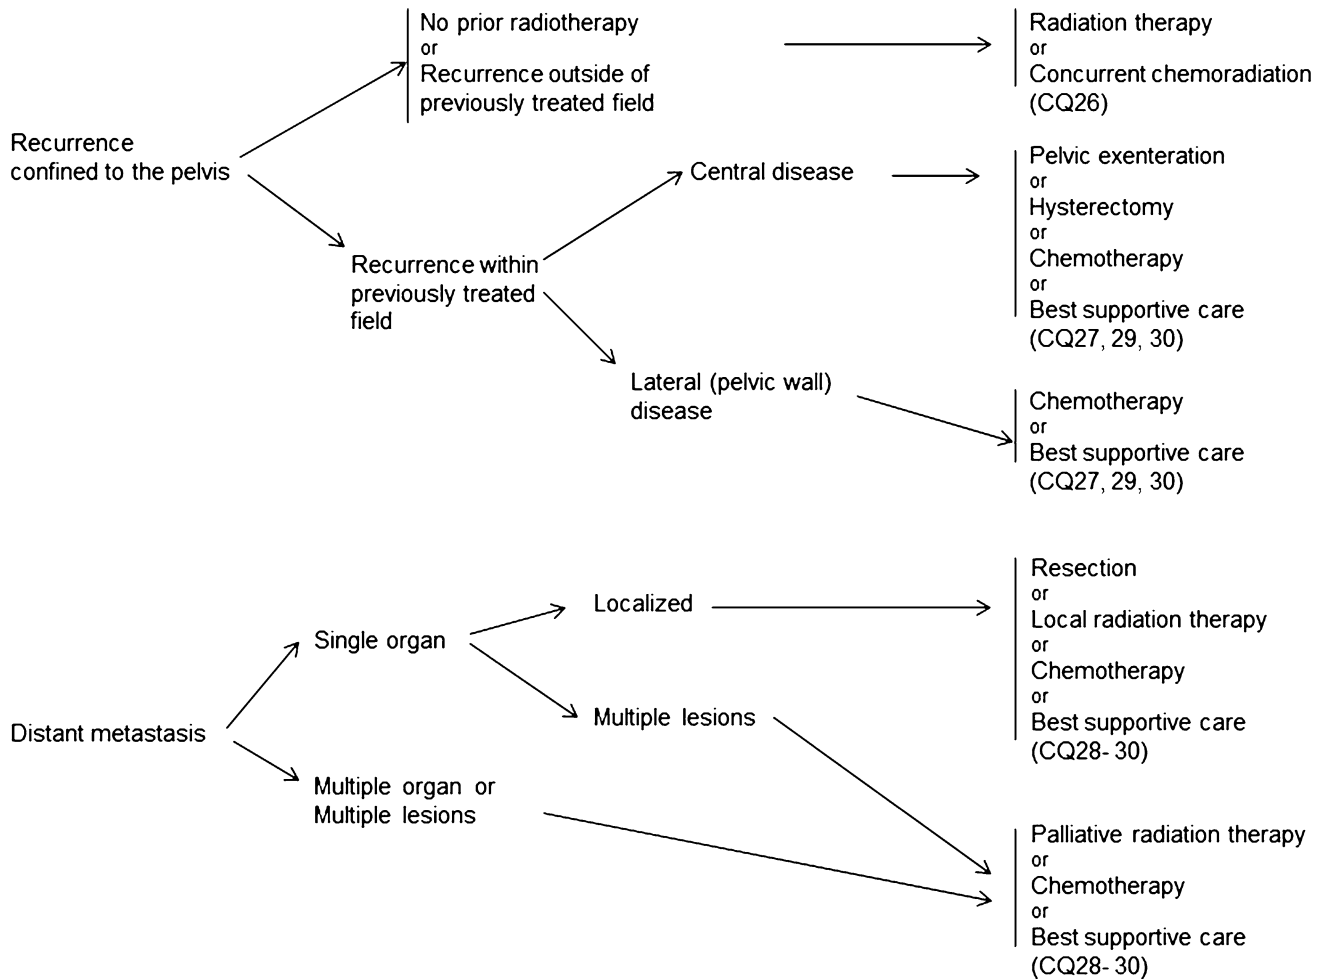 No prior radiotherapy
or
Recurrence outside of
previously treated field
Radiation therapy
or
Concurrent chemoradiation
(CQ26)
Recurrence
confined to the pelvis
Central disease
Pelvic exenteration
or
Hysterectomy
or
Chemotherapy
or
Best supportive care
(CQ27, 29, 30)
Recurrence within
previously treated
field
Lateral (pelvic wall)
disease
Chemotherapy
or
Best supportive care
(CQ27, 29, 30)
Distant metastasis
Single organ
Localized
Resection
or
Local radiation therapy
or
Chemotherapy
or
Best supportive care
(CQ28- 30)
Multiple lesions
Multiple organ or
Multiple lesions
Palliative radiation therapy
or
Chemotherapy
or
Best supportive care
(CQ28- 30)